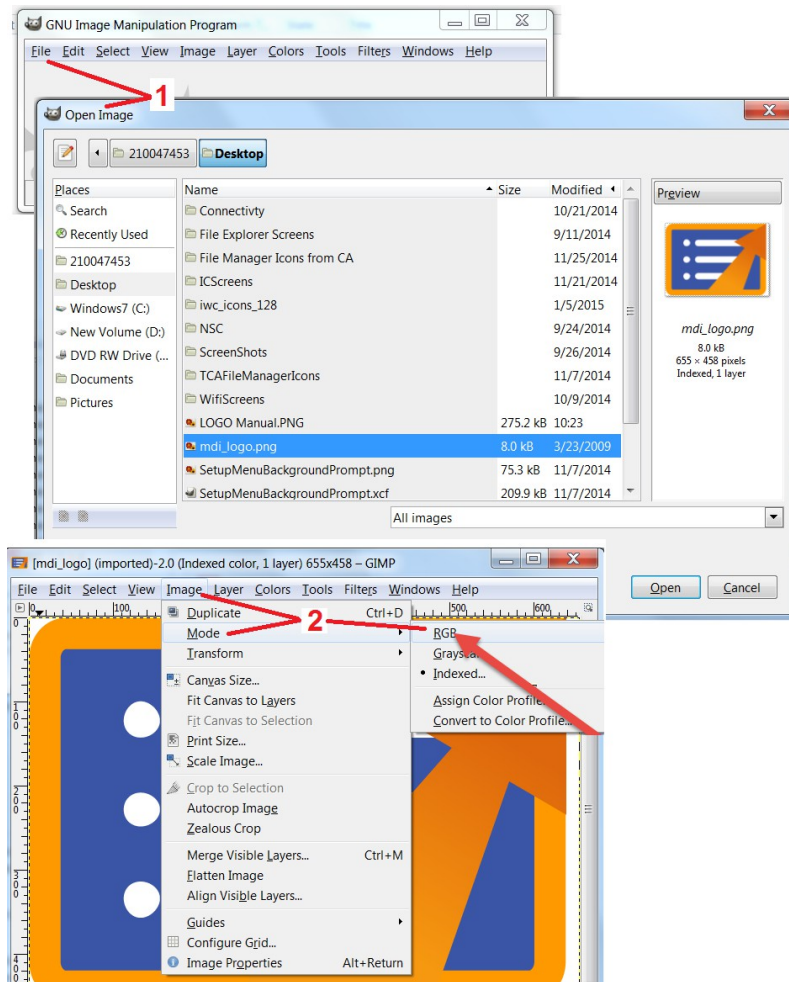 GNU Image Manipulation Program
File Edit Select View Image Layer Colors Tools Filters Windows Help
1
Open Image
210047453 Desktop
Places Name Size Modified Preview
Search Connectivty 10/21/2014
Recently Used File Explorer Screens 9/11/2014
210047453 File Manager Icons from CA 11/25/2014
Desktop ICScreens 11/21/2014
Windows7 (C:) iwc_icons_128 1/5/2015
New Volume (D:) NSC 9/24/2014 mdi_logo.png
DVD RW Drive (... ScreenShots 9/26/2014 8.0 kB
655 × 458 pixels
Documents TCAFileManagerIcons 11/7/2014 Indexed, 1 layer
Pictures WifiScreens 10/9/2014
LOGO Manual.PNG 275.2 kB 10:23
mdi_logo.png 8.0 kB 3/23/2009
SetupMenuBackgroundPrompt.png 75.3 kB 11/7/2014
SetupMenuBackgroundPrompt.xcf 209.9 kB 11/7/2014
All images
Open Cancel
[mdi_logo] (imported)-2.0 (Indexed color, 1 layer) 655x458 – GIMP
File Edit Select View Image Layer Colors Tools Filters Windows Help
0 100 500 600
Duplicate Ctrl+D
2
Mode RGB
Transform
Indexed...
Canvas Size...
Fit Canvas to Layers Assign Color Profile...
Fit Canvas to Selection Convert to Color Profile...
Print Size...
Scale Image...
Crop to Selection
Autocrop Image
Zealous Crop
Merge Visible Layers... Ctrl+M
Flatten Image
Align Visible Layers...
Guides
Configure Grid...
Image Properties Alt+Return
0
100
200
300
400